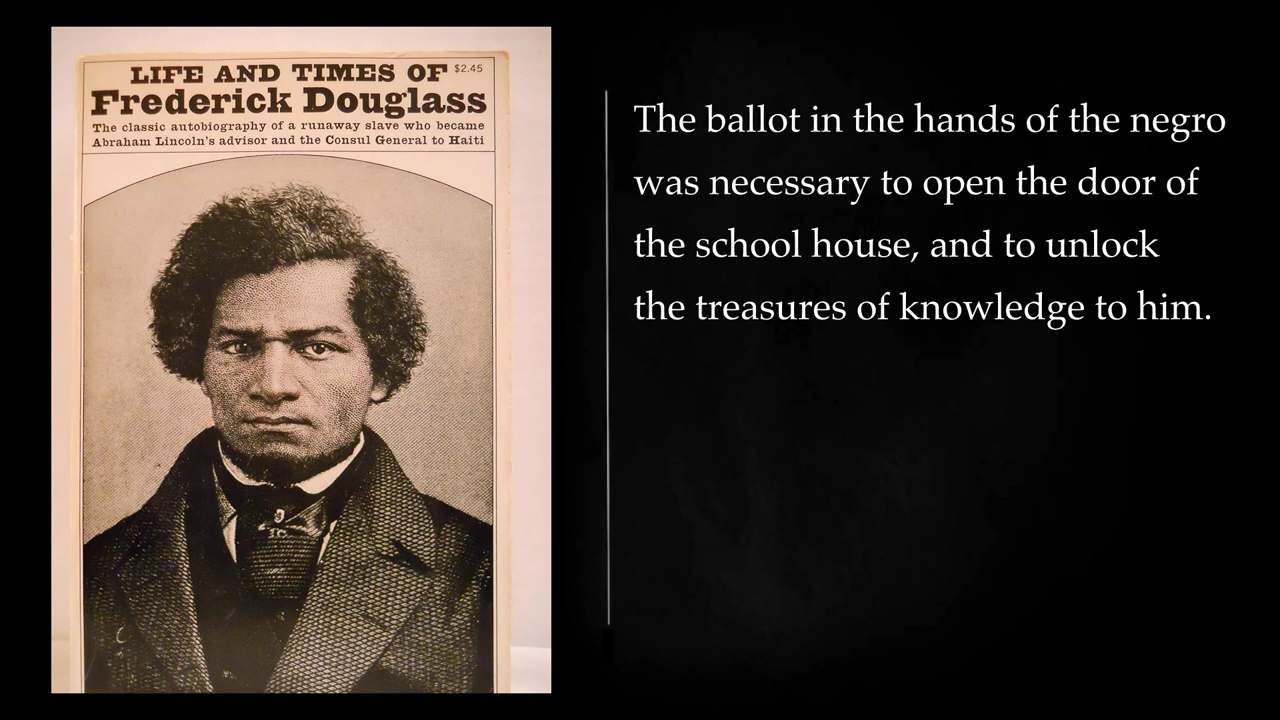 LIFE AND TIMES OF $2.45
Frederick Douglass
The classic autobiography of a runaway slave who became
Abraham Lincoln's advisor and the Consul General to Haiti
The ballot in the hands of the negro
was necessary to open the door of
the school house, and to unlock
the treasures of knowledge to him.